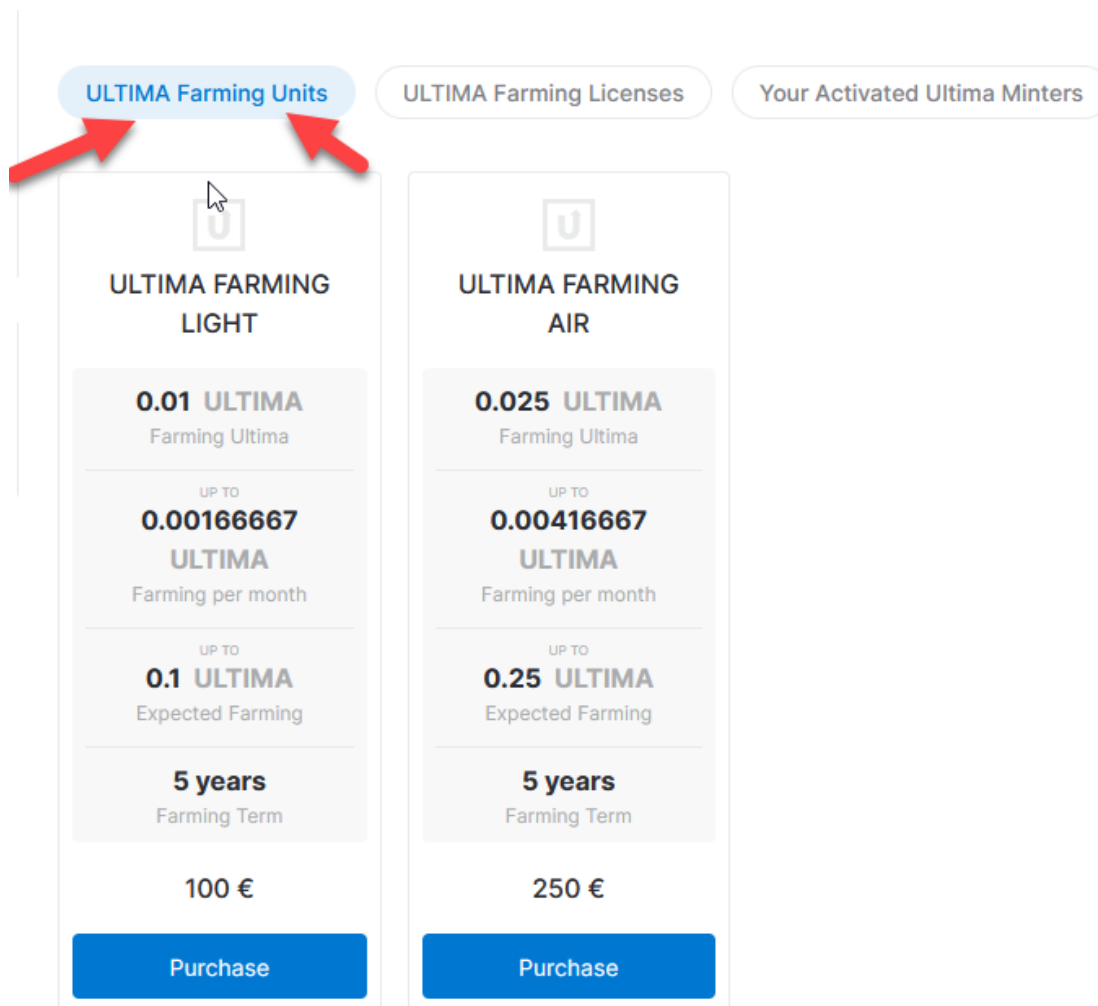 ULTIMA Farming Units
ULTIMA Farming Licenses
Your Activated Ultima Minters
ULTIMA FARMING
LIGHT
0.01 ULTIMA
Farming Ultima
UP TO
0.00166667
ULTIMA
Farming per month
UP TO
0.1 ULTIMA
Expected Farming
5 years
Farming Term
100 €
Purchase
ULTIMA FARMING
AIR
0.025 ULTIMA
Farming Ultima
UP TO
0.00416667
ULTIMA
Farming per month
UP TO
0.25 ULTIMA
Expected Farming
5 years
Farming Term
250 €
Purchase